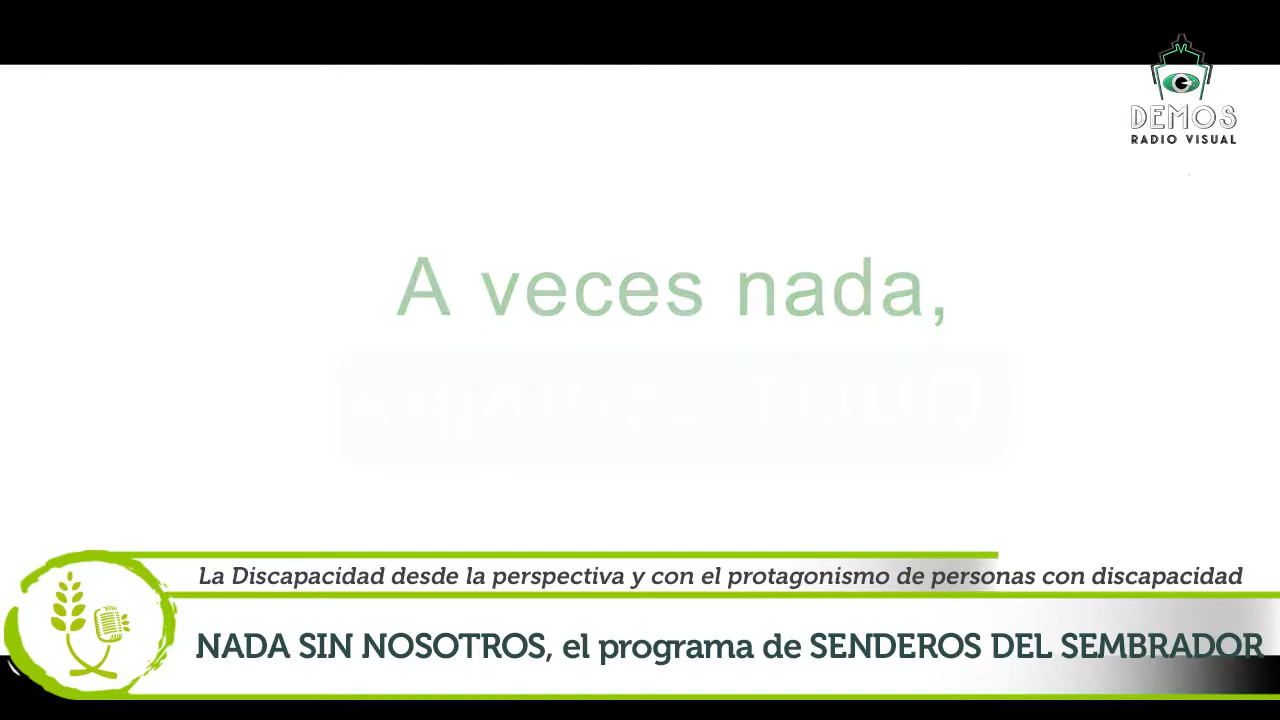 DEMOS
RADIO VISUAL
A veces nada,
La Discapacidad desde la perspectiva y con el protagonismo de personas con discapacidad
NADA SIN NOSOTROS, el programa de SENDEROS DEL SEMBRADOR